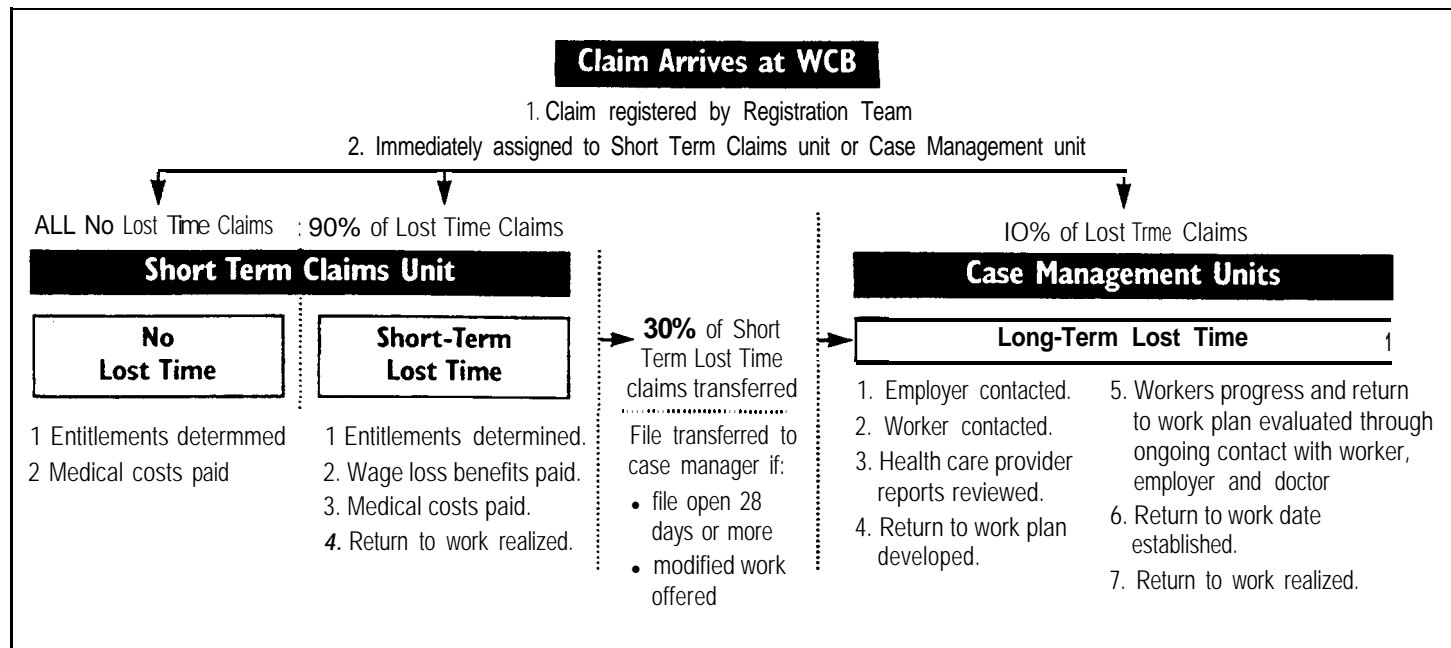 Claim Arrives at WCB
1. Claim registered by Registration Team
2. Immediately assigned to Short Term Claims unit or Case Management unit
ALL No Lost Time Claims : 90% of Lost Time Claims
Short Term Claims Unit
No
Lost Time
1 Entitlements determmed
2 Medical costs paid
Short-Term
Lost Time
1 Entitlements determined.
2. Wage loss benefits paid.
3. Medical costs paid.
4. Return to work realized.
30% of Short
Term Lost Time
claims transferred
File transferred to
case manager if:
• file open 28
days or more
• modified work
offered
IO% of Lost Trme Claims
Case Management Units
Long-Term Lost Time 1
1. Employer contacted.
2. Worker contacted.
3. Health care provider
reports reviewed.
4. Return to work plan
developed.
5. Workers progress and return
to work plan evaluated through
ongoing contact with worker,
employer and doctor
6. Return to work date
established.
7. Return to work realized.